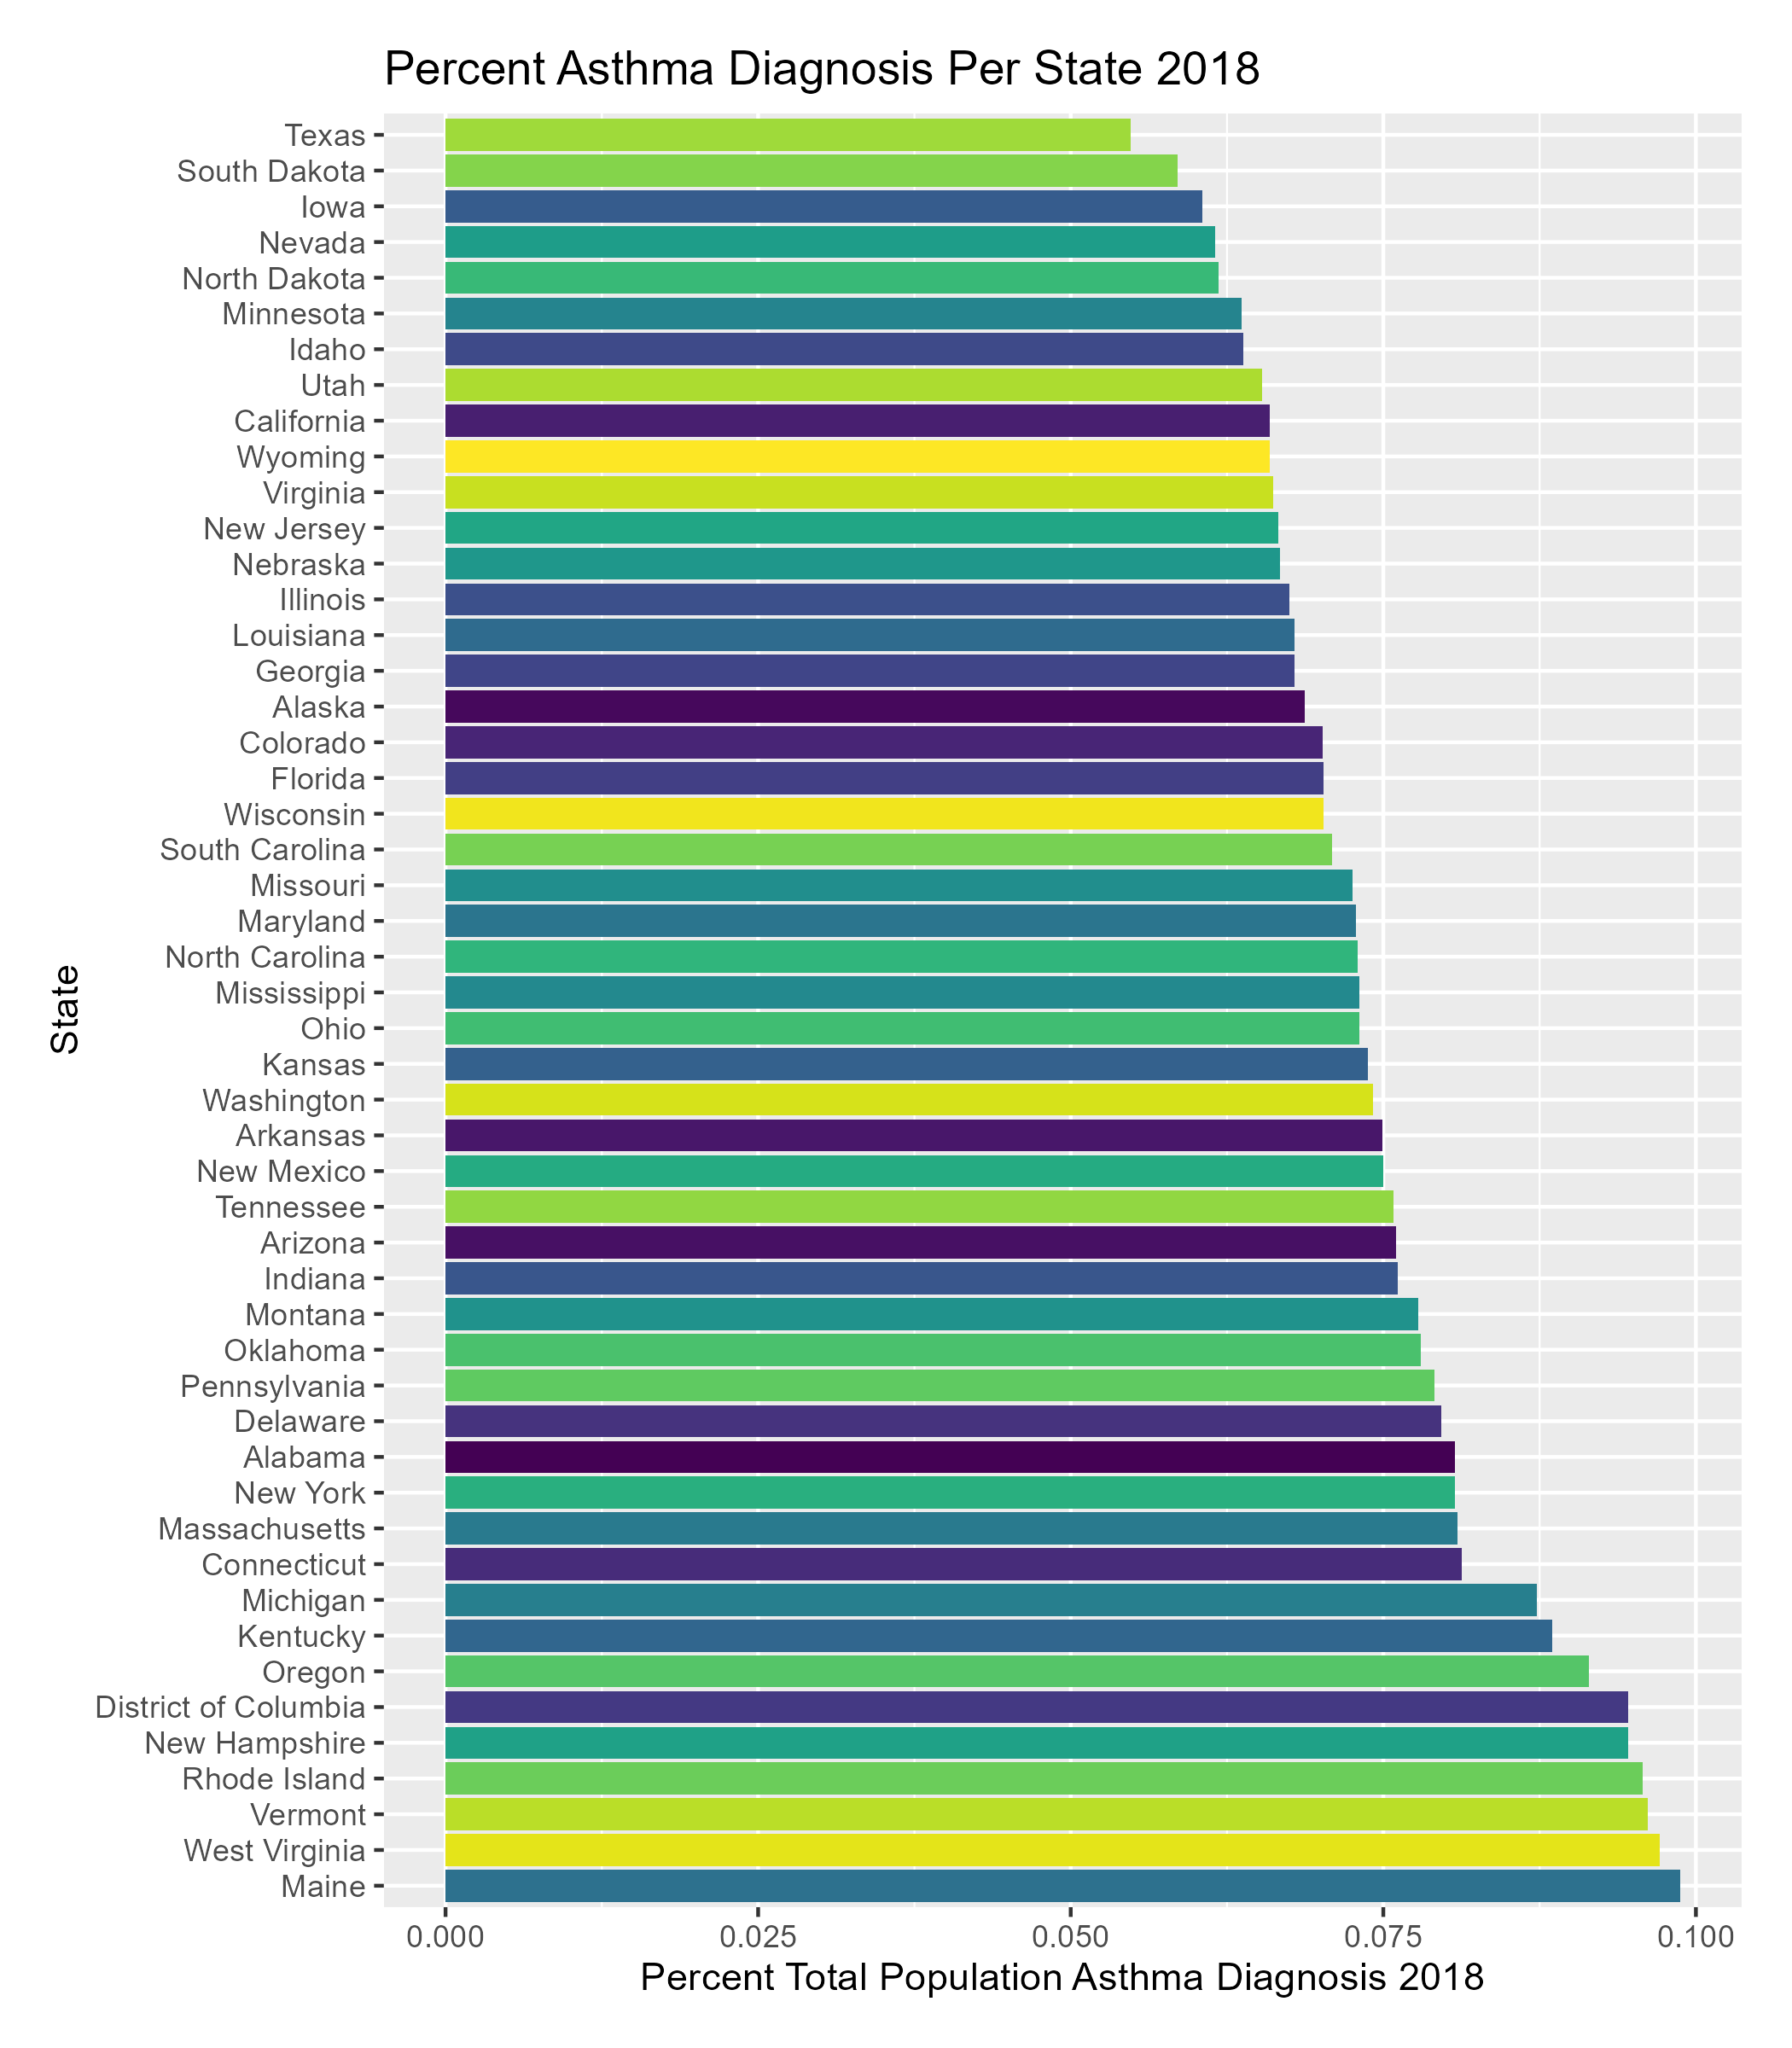 Percent Asthma Diagnosis Per State 2018
Texas
South Dakota
Iowa
Nevada
North Dakota
Minnesota
Idaho
Utah
California
Wyoming
Virginia
New Jersey
Nebraska
Illinois
Louisiana
Georgia
Alaska
Colorado
Florida
Wisconsin
South Carolina
Missouri
Maryland
North Carolina
Mississippi
Ohio
Kansas
Washington
Arkansas
New Mexico
Tennessee
Arizona
Indiana
Montana
Oklahoma
Pennsylvania
Delaware
Alabama
New York
Massachusetts
Connecticut
Michigan
Kentucky
Oregon
District of Columbia
New Hampshire
Rhode Island
Vermont
West Virginia
Maine
State
0.000 0.025 0.050 0.075 0.100
Percent Total Population Asthma Diagnosis 2018